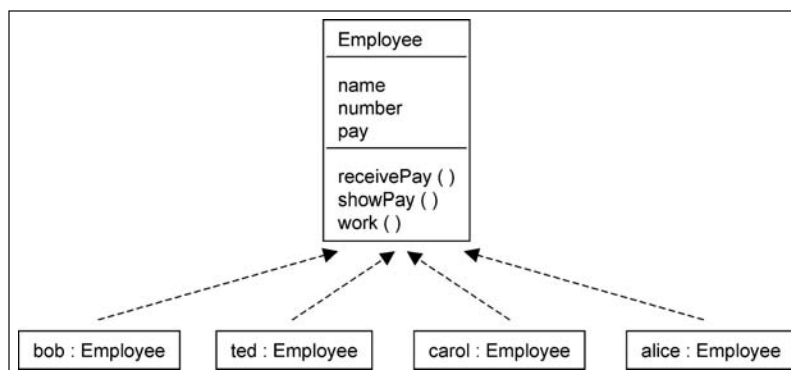 Employee
name
number
pay
receivePay ( )
showPay ( )
work ( )
bob : Employee
ted : Employee
carol : Employee
alice : Employee